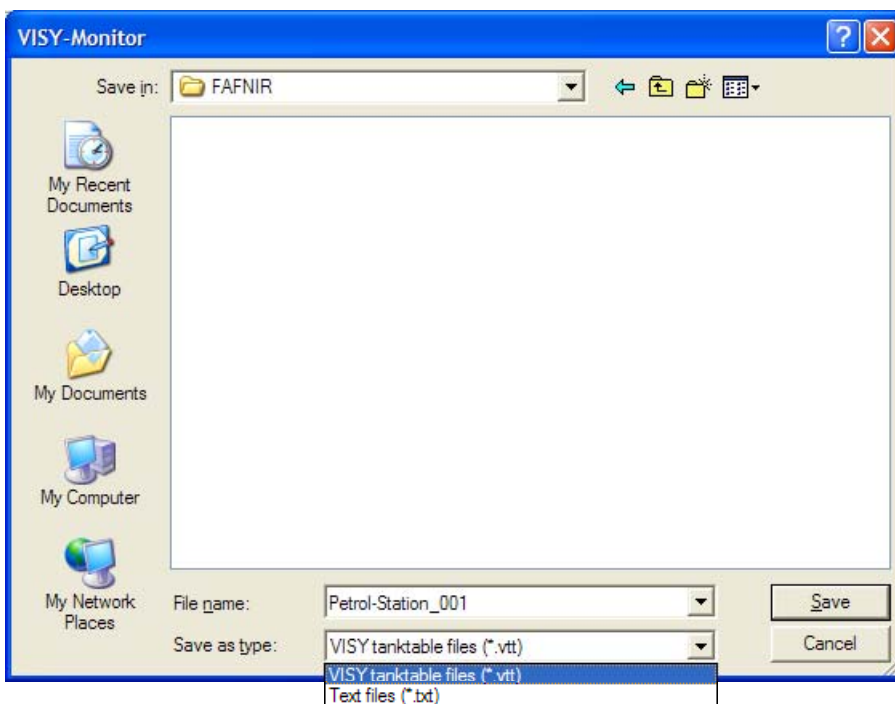 VISY-Monitor
Save in: FAFNIR
My Recent
Documents
Desktop
My Documents
My Computer
My Network
Places
File name: Petrol-Station_001 Save
Save as type: VISY tanktable files (*.vtt) Cancel
VISY tanktable files (*.vtt)
Text files (*.txt)